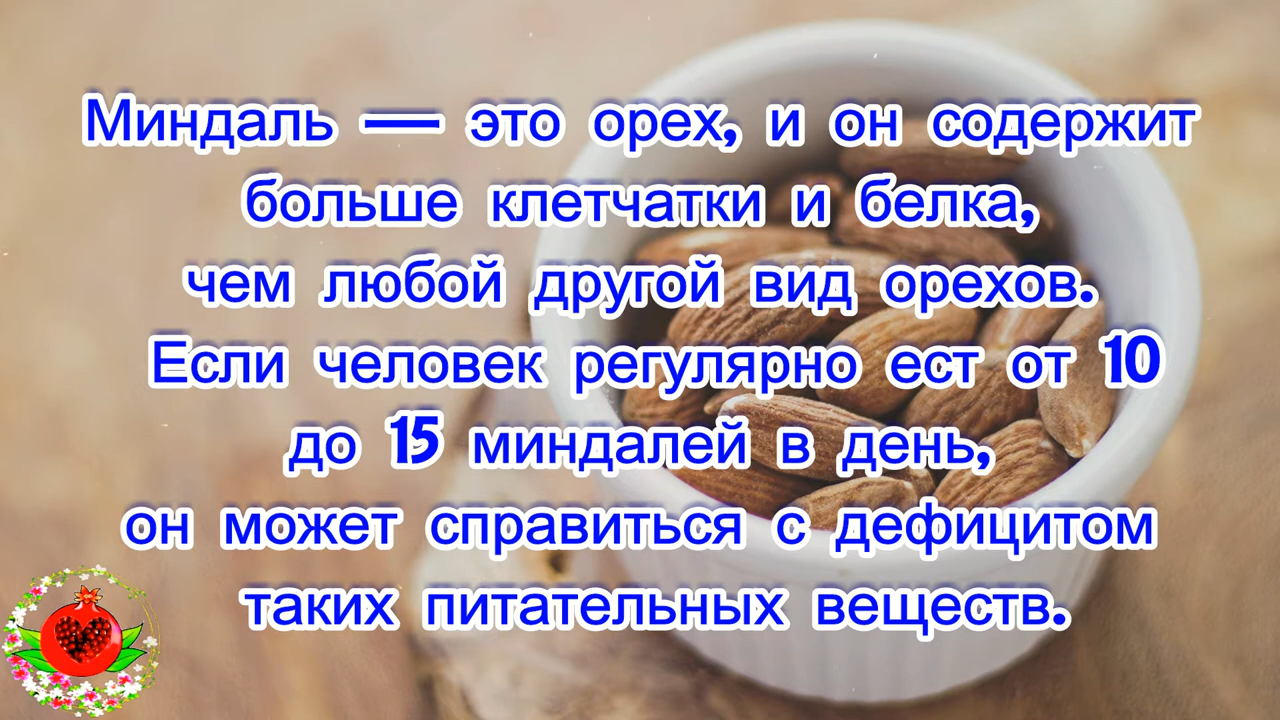 Миндаль — это орех, и он содержит
больше клетчатки и белка,
чем любой другой вид орехов.
Если человек регулярно ест от 10
до 15 миндалей в день,
он может справиться с дефицитом
таких питательных веществ.